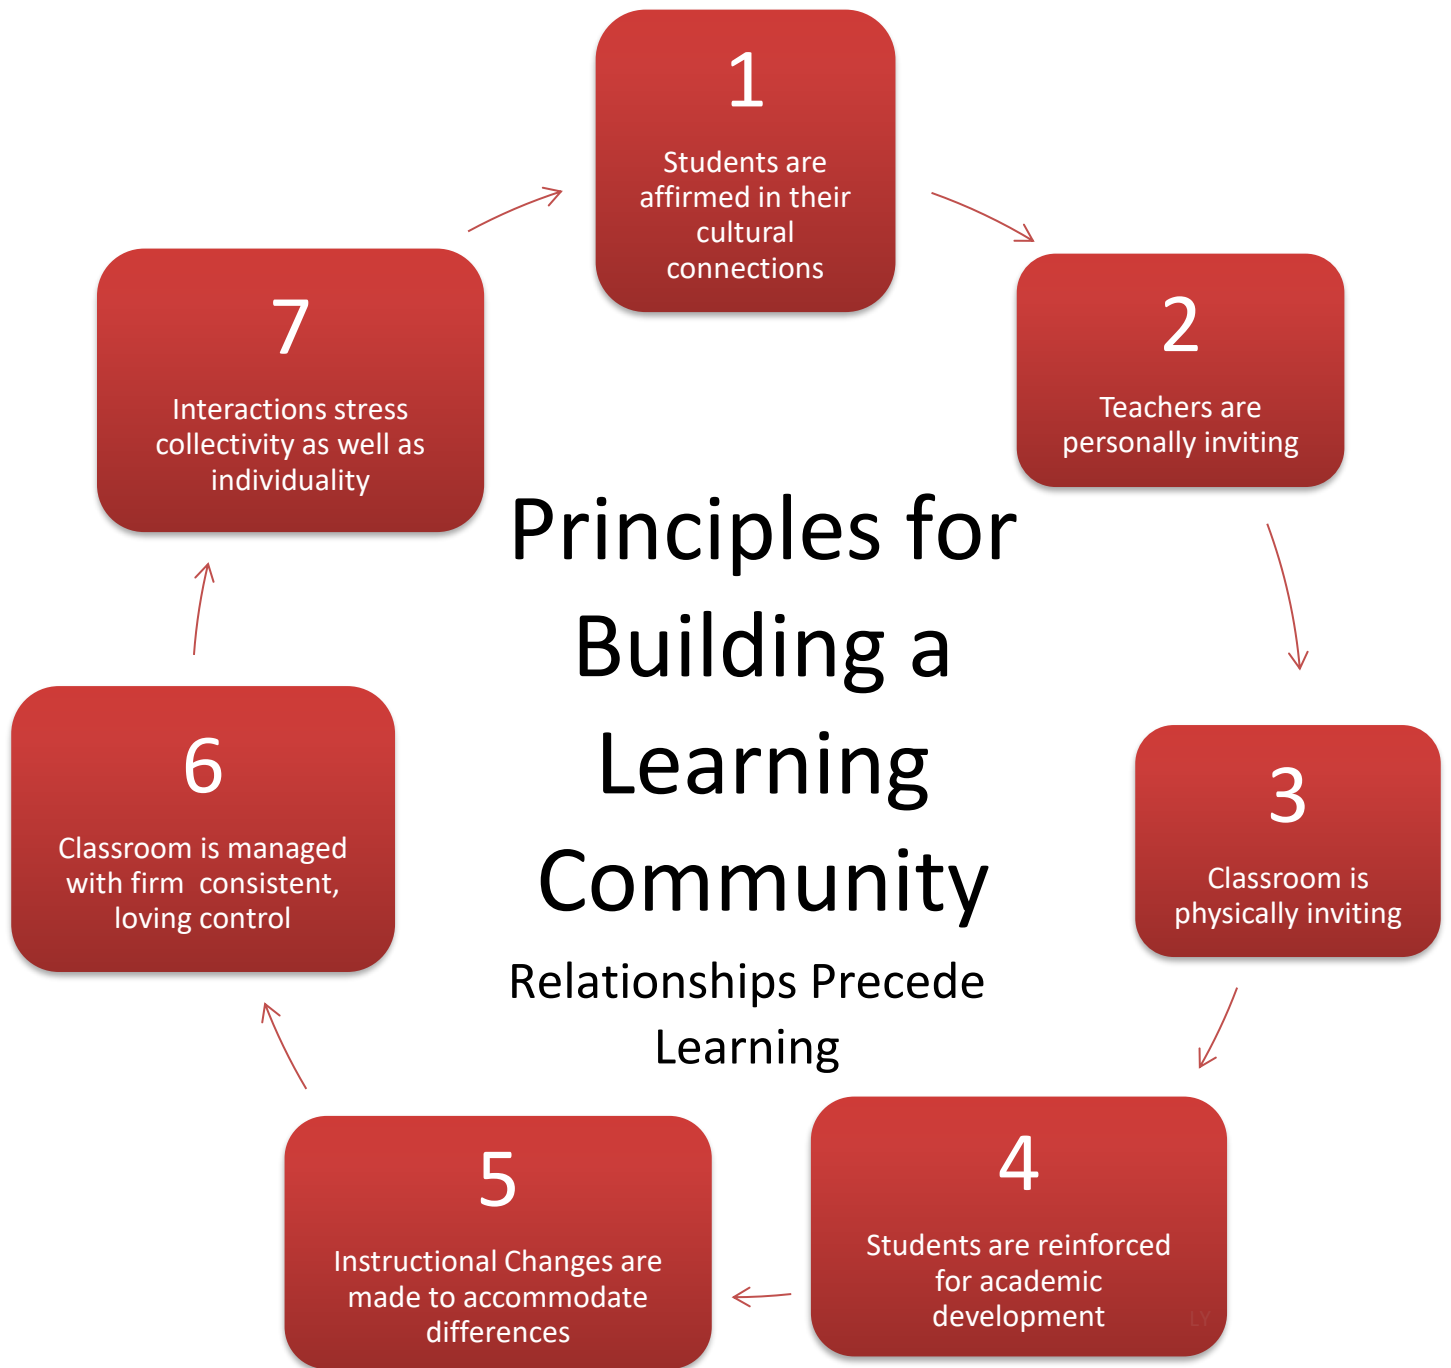 1
Students are
affirmed in their
cultural
connections
2
Teachers are
personally inviting
3
Classroom is
physically inviting
4
Students are reinforced
for academic
development
LY
5
Instructional Changes are
made to accommodate
differences
6
Classroom is managed
with firm  consistent,
loving control
7
Interactions stress
collectivity as well as
individuality
Principles for
Building a
Learning
Community
Relationships Precede
Learning